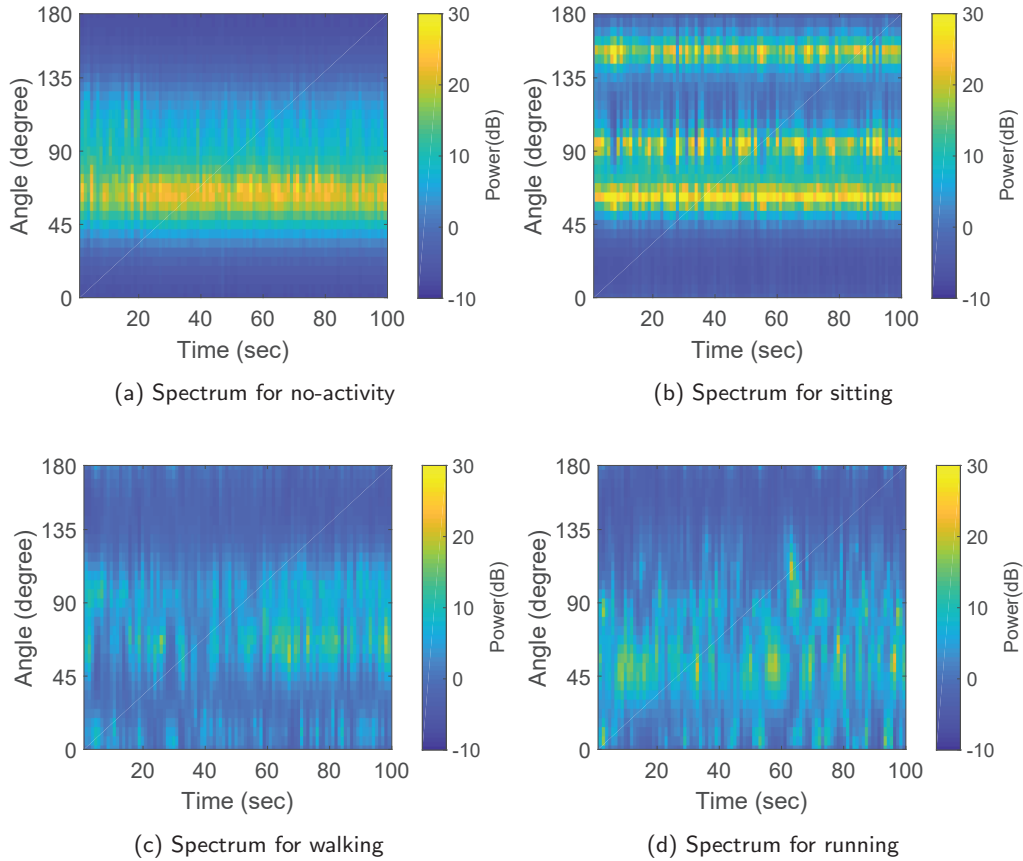 180
135
90
45
0
20 40 60 80 100
Angle (degree)
Time (sec)
30
20
10
0
-10
Power(dB)
(a) Spectrum for no-activity
180
135
90
45
0
20 40 60 80 100
Angle (degree)
Time (sec)
30
20
10
0
-10
Power(dB)
(b) Spectrum for sitting
180
135
90
45
0
20 40 60 80 100
Angle (degree)
Time (sec)
30
20
10
0
-10
Power(dB)
(c) Spectrum for walking
180
135
90
45
0
20 40 60 80 100
Angle (degree)
Time (sec)
30
20
10
0
-10
Power(dB)
(d) Spectrum for running